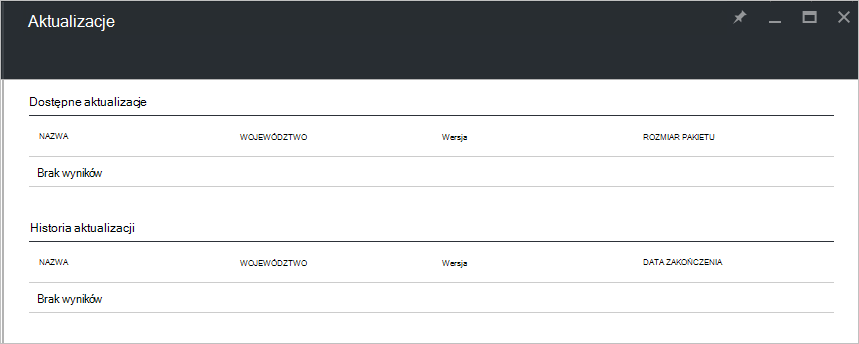 Aktualizacje
Dostępne aktualizacje
NAZWA WOJEWÓDZTWO Wersja ROZMIAR PAKIETU
Brak wyników
Historia aktualizacji
NAZWA WOJEWÓDZTWO Wersja DATA ZAKOŃCZENIA
Brak wyników